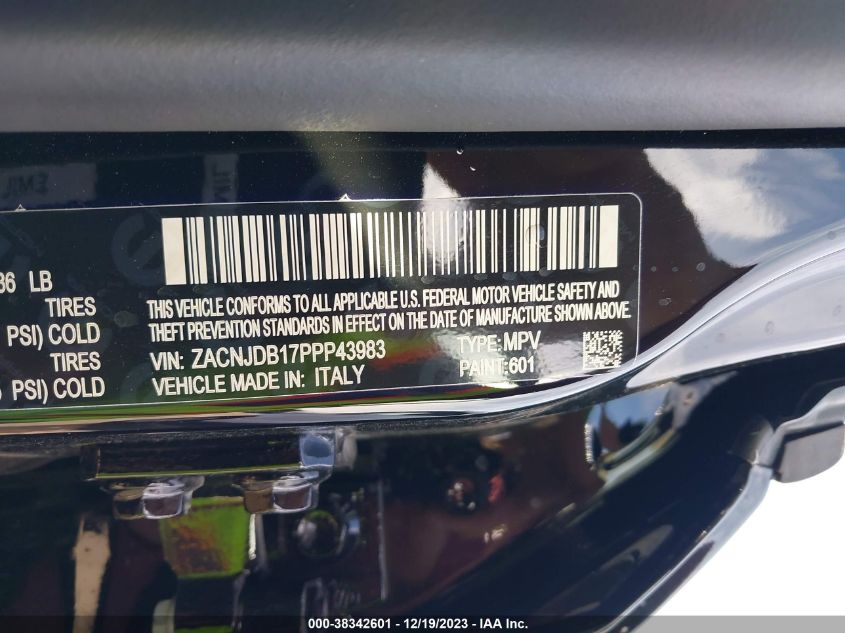 36 LB
TIRES
PSI) COLD
TIRES
PSI) COLD
THIS VEHICLE CONFORMS TO ALL APPLICABLE U.S. FEDERAL MOTOR VEHICLE SAFETY AND
THEFT PREVENTION STANDARDS IN EFFECT ON THE DATE OF MANUFACTURE SHOWN ABOVE.
VIN: ZACNJDB17PPP43983 TYPE: MPV
VEHICLE MADE IN: ITALY PAINT: 601
000-38342601 - 12/19/2023 - IAA Inc.